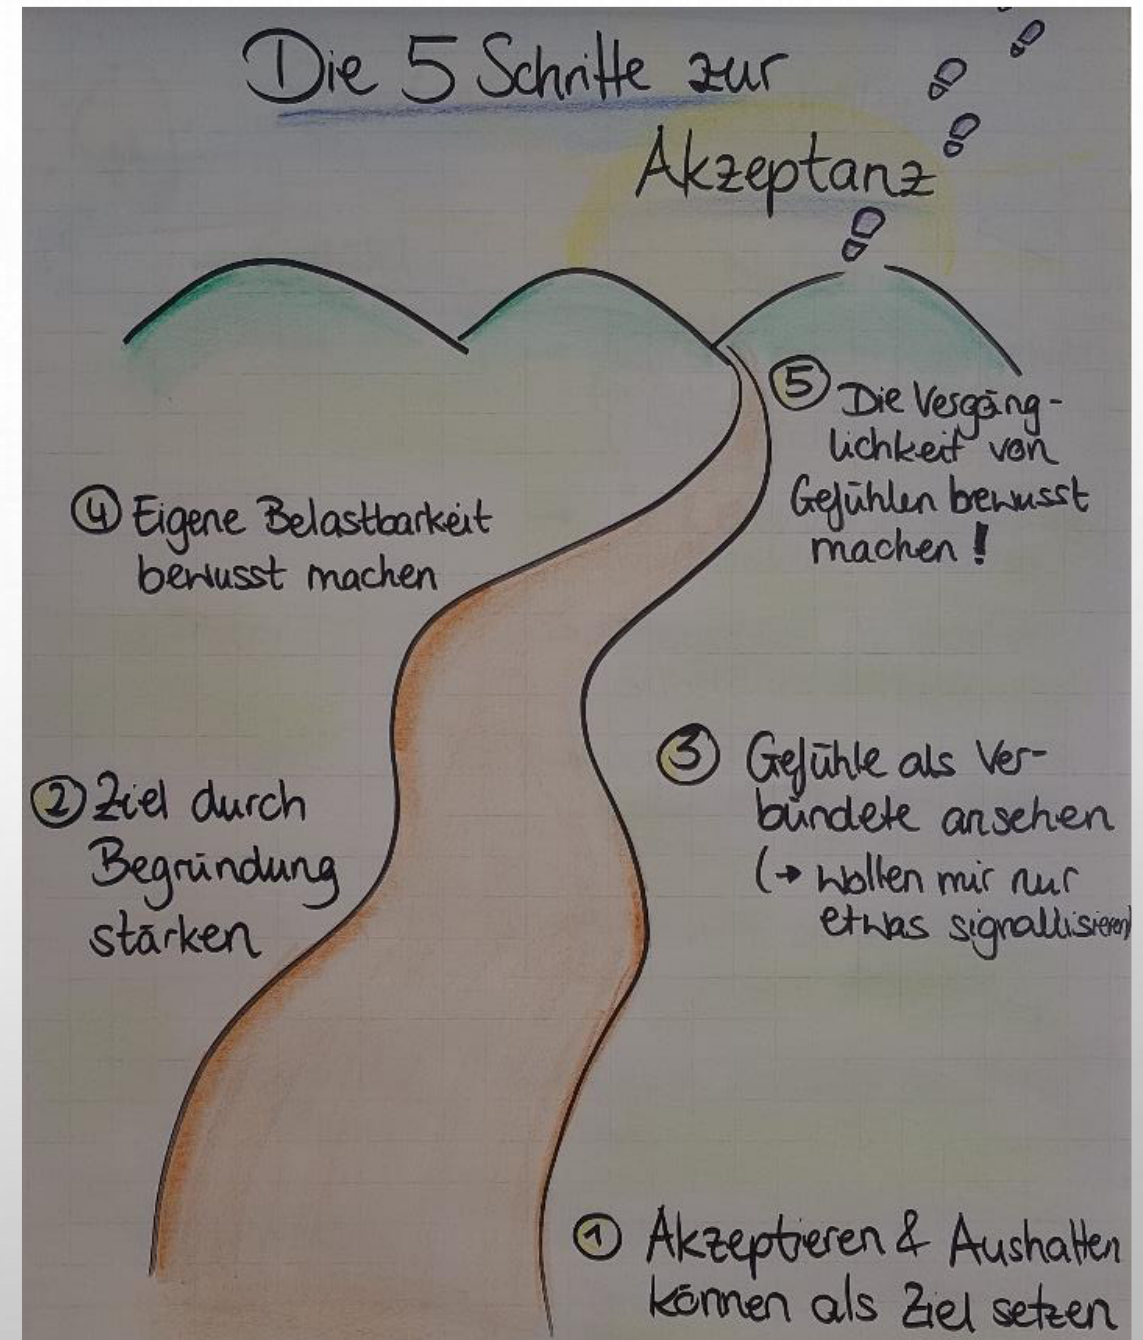 Die 5 Schritte zur
Akzeptanz
⑤ Die Vergäng-
lichkeit von
Gefühlen bewusst
machen!
④ Eigene Belastbarkeit
bewusst machen
③ Gefühle als Ver-
bündete ansehen
(→ wollen mir nur
etwas signallisieren)
② Ziel durch
Begründung
stärken
① Akzeptieren & Aushalten
können als Ziel setzen